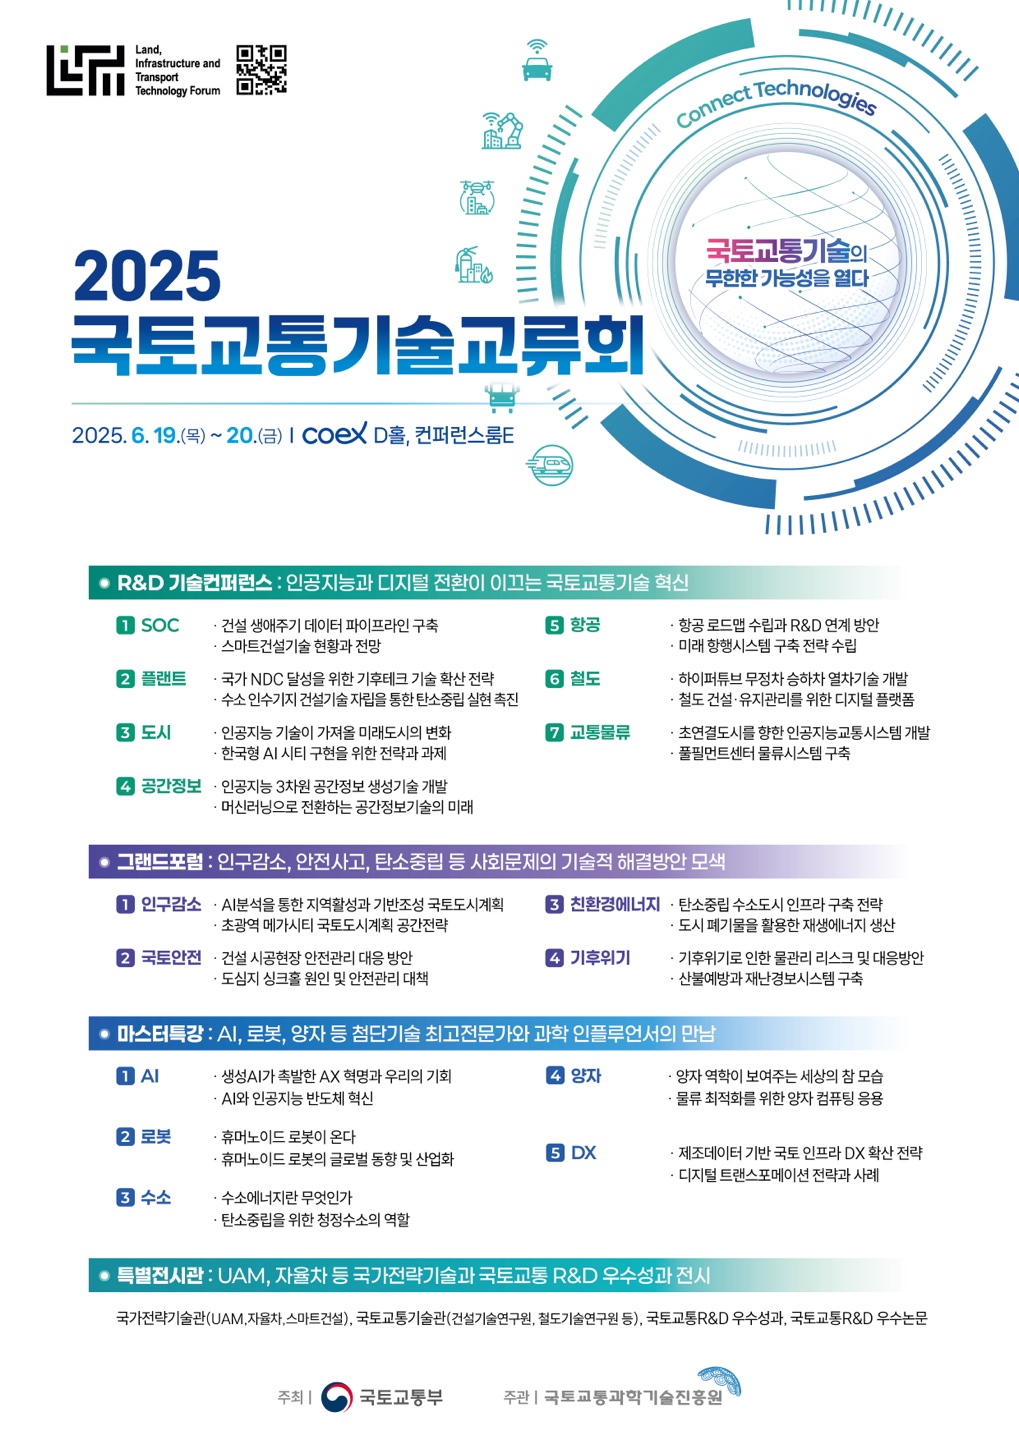 Land,
Infrastructure and
Transport
Technology Forum
Connect Technologies
국토교통기술의
무한한 가능성을 열다
2025
국토교통기술교류회
2025. 6. 19.(목) ~ 20.(금) | coex D홀, 컨퍼런스룸E
R&D 기술컨퍼런스 : 인공지능과 디지털 전환이 이끄는 국토교통기술 혁신
1 SOC
· 건설 생애주기 데이터 파이프라인 구축
· 스마트건설기술 현황과 전망
2 플랜트
· 국가 NDC 달성을 위한 기후테크 기술 확산 전략
· 수소 인수기지 건설기술 자립을 통한 탄소중립 실현 촉진
3 도시
· 인공지능 기술이 가져올 미래도시의 변화
· 한국형 AI 시티 구현을 위한 전략과 과제
4 공간정보
· 인공지능 3차원 공간정보 생성기술 개발
· 머신러닝으로 전환하는 공간정보기술의 미래
5 항공
· 항공 로드맵 수립과 R&D 연계 방안
· 미래 항행시스템 구축 전략 수립
6 철도
· 하이퍼튜브 무정차 승하차 열차기술 개발
· 철도 건설·유지관리를 위한 디지털 플랫폼
7 교통물류
· 초연결도시를 향한 인공지능교통시스템 개발
· 풀필먼트센터 물류시스템 구축
그랜드포럼 : 인구감소, 안전사고, 탄소중립 등 사회문제의 기술적 해결방안 모색
1 인구감소
· AI분석을 통한 지역활성과 기반조성 국토도시계획
· 초광역 메가시티 국토도시계획 공간전략
2 국토안전
· 건설 시공현장 안전관리 대응 방안
· 도심지 싱크홀 원인 및 안전관리 대책
3 친환경에너지
· 탄소중립 수소도시 인프라 구축 전략
· 도시 폐기물을 활용한 재생에너지 생산
4 기후위기
· 기후위기로 인한 물관리 리스크 및 대응방안
· 산불예방과 재난경보시스템 구축
마스터특강 : AI, 로봇, 양자 등 첨단기술 최고전문가와 과학 인플루언서의 만남
1 AI
· 생성AI가 촉발한 AX 혁명과 우리의 기회
· AI와 인공지능 반도체 혁신
2 로봇
· 휴머노이드 로봇이 온다
· 휴머노이드 로봇의 글로벌 동향 및 산업화
3 수소
· 수소에너지란 무엇인가
· 탄소중립을 위한 청정수소의 역할
4 양자
· 양자 역학이 보여주는 세상의 참 모습
· 물류 최적화를 위한 양자 컴퓨팅 응용
5 DX
· 제조데이터 기반 국토 인프라 DX 확산 전략
· 디지털 트랜스포메이션 전략과 사례
특별전시관 : UAM, 자율차 등 국가전략기술과 국토교통 R&D 우수성과 전시
국가전략기술관(UAM,자율차,스마트건설), 국토교통기술관(건설기술연구원, 철도기술연구원 등), 국토교통R&D 우수성과, 국토교통R&D 우수논문
주최 | 국토교통부
주관 | 국토교통과학기술진흥원